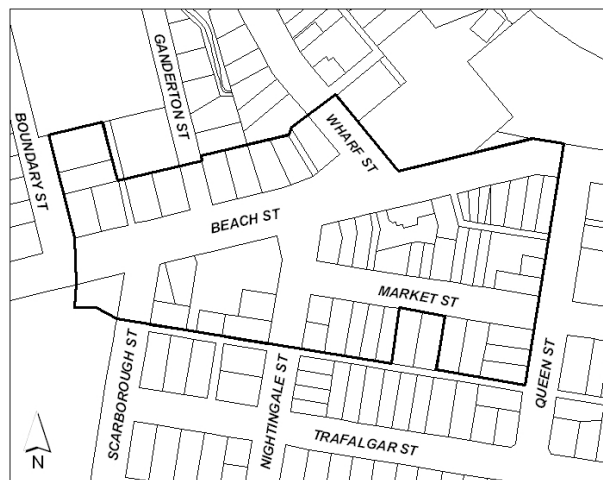 GANDERTON ST
BOUNDARY ST
WHARF ST
BEACH ST
MARKET ST
QUEEN ST
SCARBOROUGH ST
NIGHTINGALE ST
TRAFALGAR ST
N